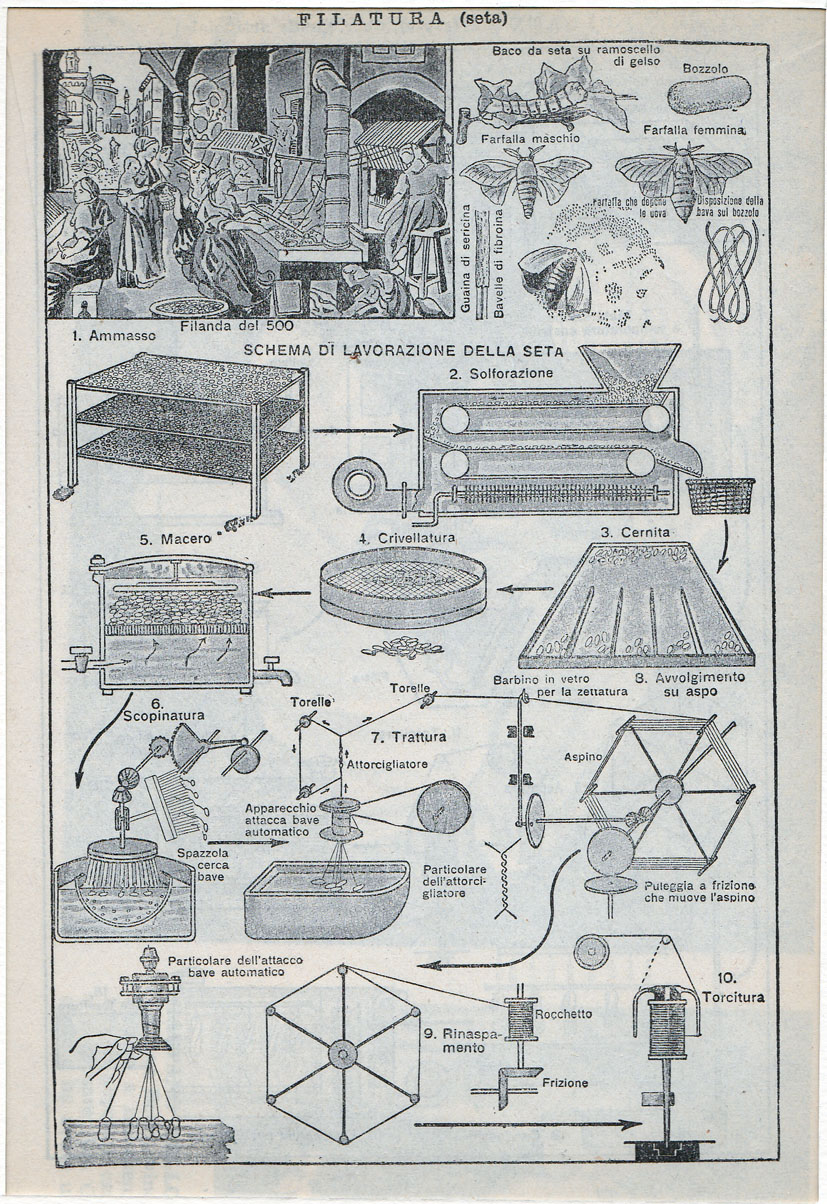 FILATURA (seta)
Baco da seta su ramoscello
di gelso
Bozzolo
Farfalla maschio
Farfalla femmina
Farfalla che depone
le uova
Disposizione della
bava sul bozzolo
Guaina di sericina
Bavelle di fibroina
Filanda del 500
1. Ammasso
SCHEMA DI LAVORAZIONE DELLA SETA
2. Solforazione
5. Macero
4. Crivellatura
3. Cernita
6.
Scopinatura
Torelle
Torelle
Barbino in vetro
per la zettatura
8. Avvolgimento
su aspo
7. Trattura
Attorcigliatore
Aspino
Apparecchio
attacca bave
automatico
Spazzola
cerca
bave
Particolare
dell'attorci-
gliatore
Puleggia a frizione
che muove l'aspino
Particolare dell'attacco
bave automatico
10.
Torcitura
9. Rinaspa-
mento
Rocchetto
Frizione